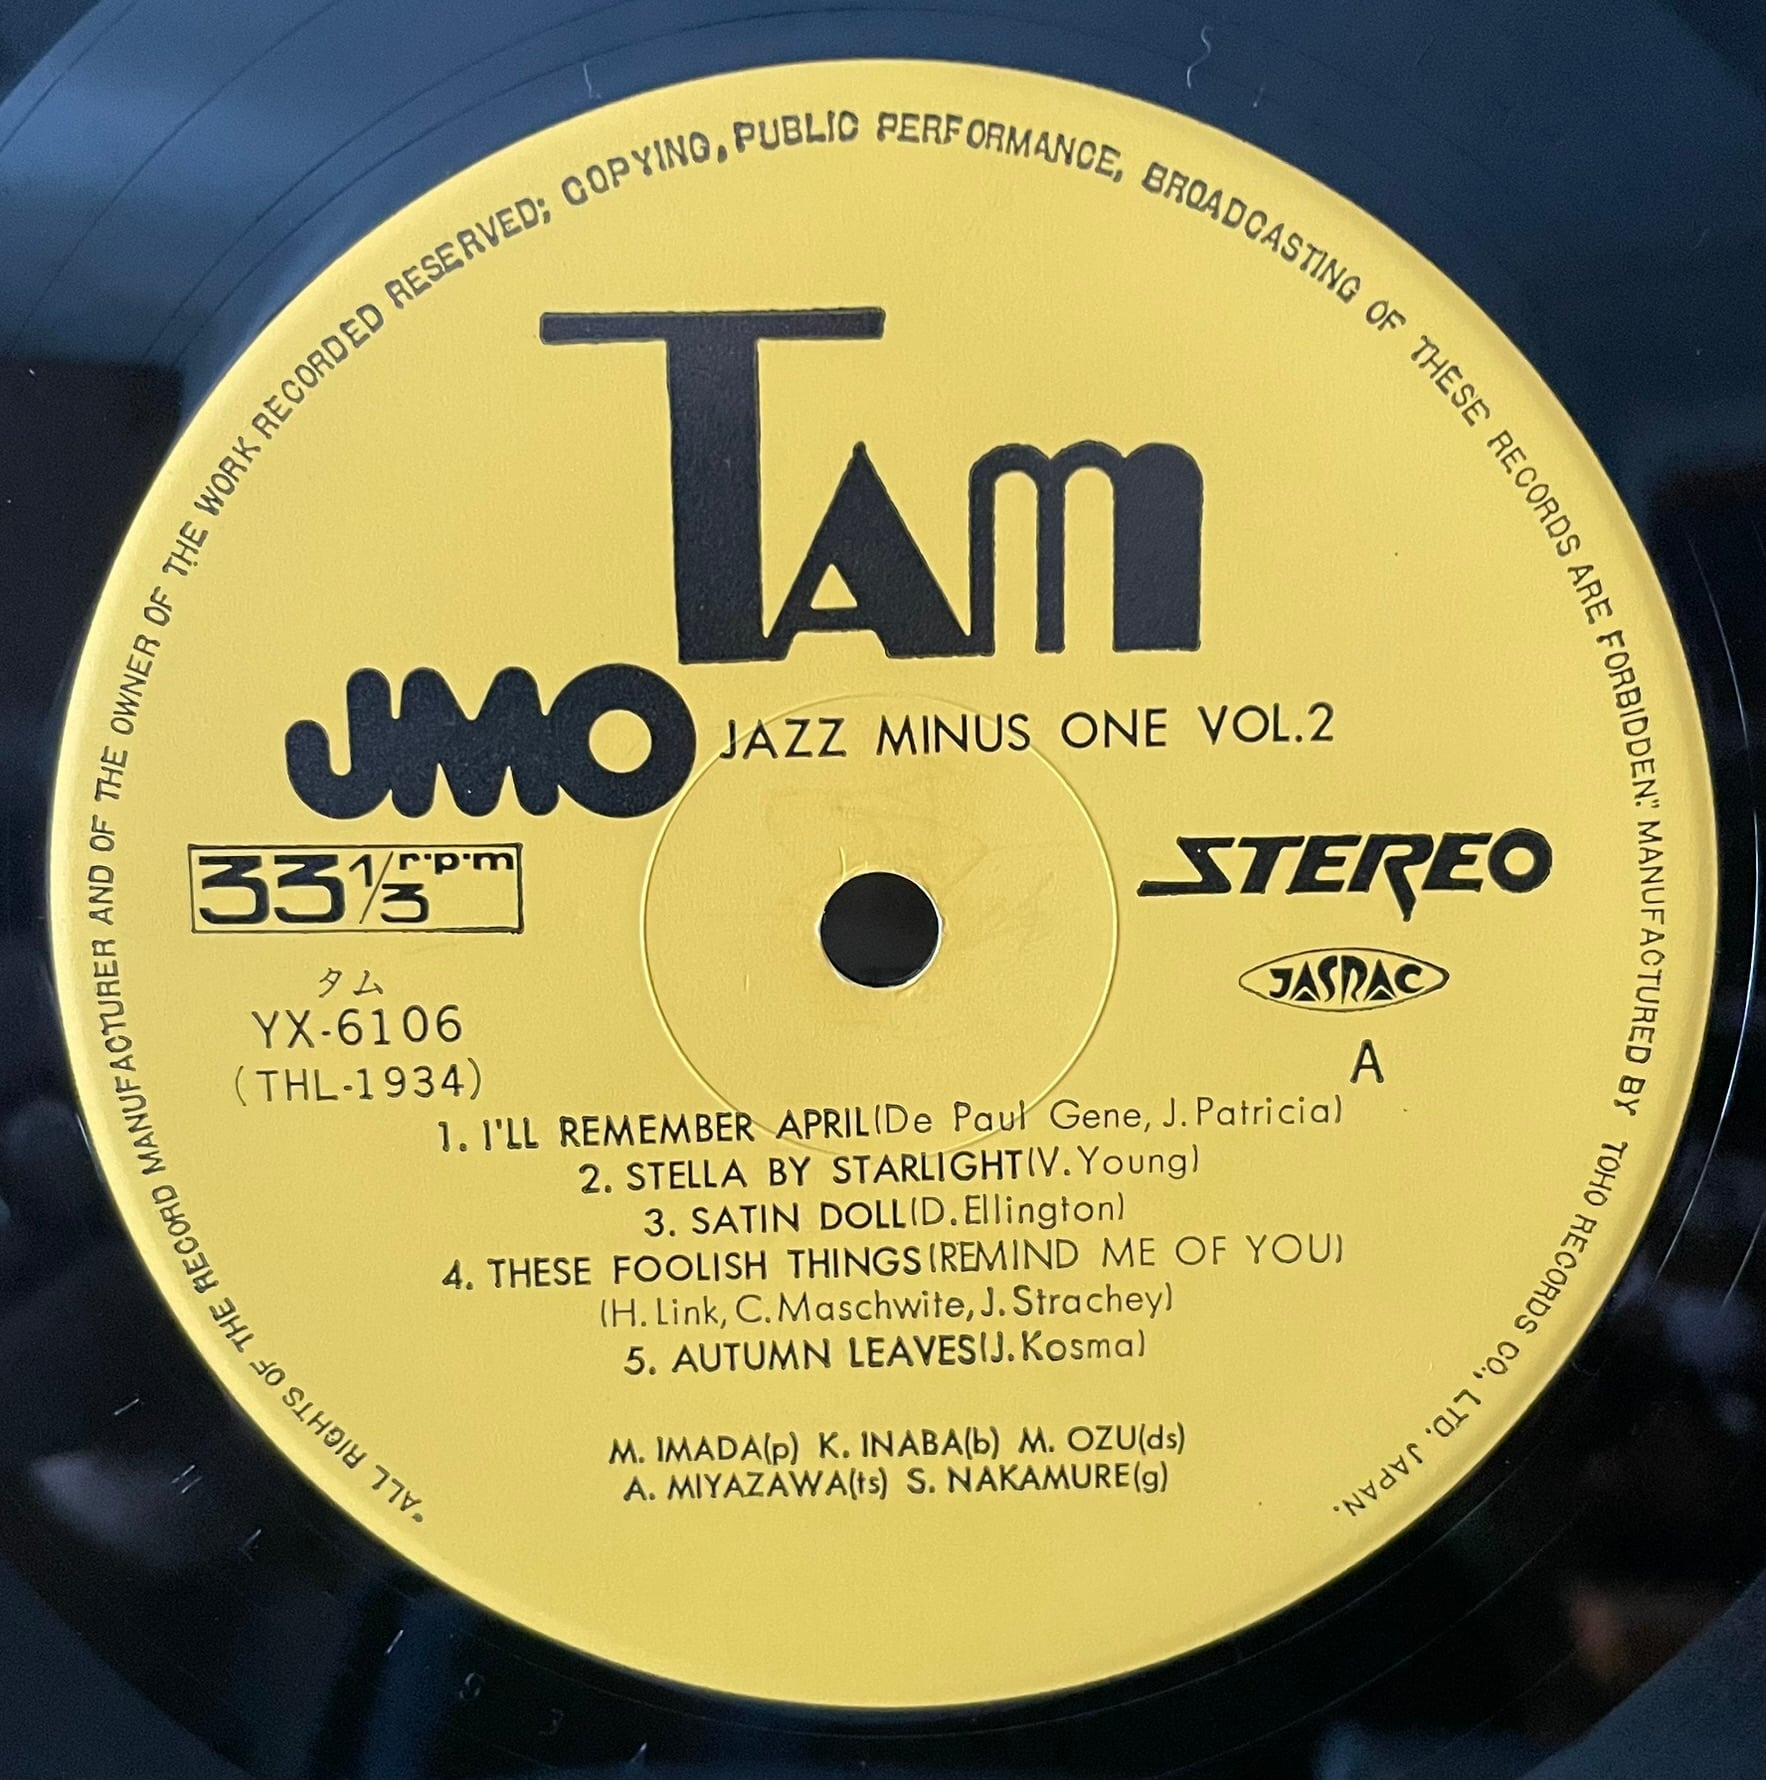 "ALL RIGHTS OF THE RECORD MANUFACTURER AND OF THE OWNER OF THE WORK RECORDED RESERVED; COPYING, PUBLIC PERFORMANCE, BROADCASTING OF THESE RECORDS ARE FORBIDDEN." MANUFACTURED BY TOHO RECORDS CO., LTD. JAPAN.
TAM
JMO JAZZ MINUS ONE VOL.2
33 1/3 r.p.m
STEREO
タム
YX-6106
(THL-1934)
JASRAC
A
1. I'LL REMEMBER APRIL(De Paul Gene, J. Patricia)
2. STELLA BY STARLIGHT(V. Young)
3. SATIN DOLL(D. Ellington)
4. THESE FOOLISH THINGS(REMIND ME OF YOU)
(H. Link, C. Maschwite, J. Strachey)
5. AUTUMN LEAVES(J. Kosma)
M. IMADA(p) K. INABA(b) M. OZU(ds)
A. MIYAZAWA(ts) S. NAKAMURE(g)